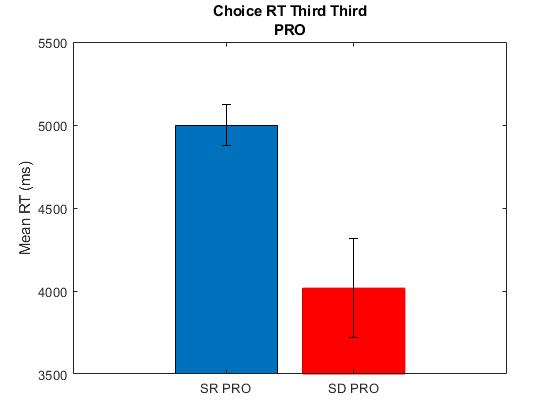 Choice RT Third Third
PRO
5500
5000
4500
4000
3500
Mean RT (ms)
SR PRO
SD PRO